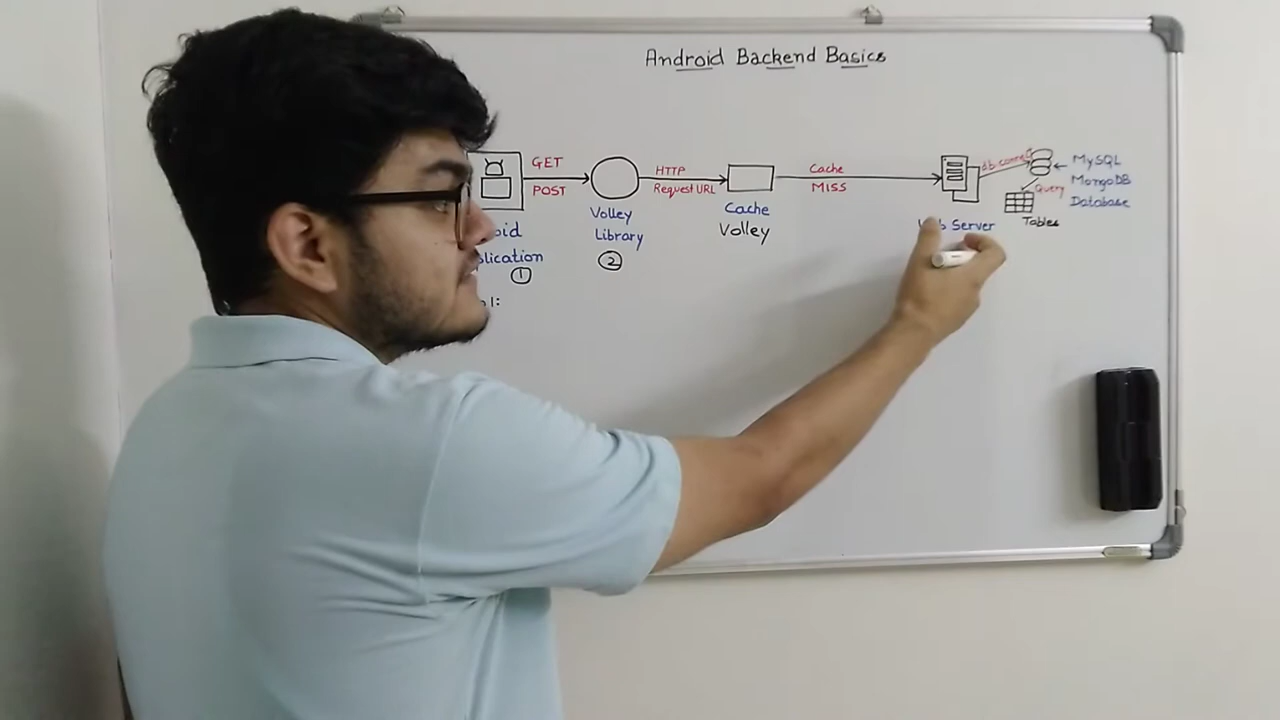 Android Backend Basics
GET
POST
HTTP
Request URL
Cache
MISS
db connect
Query
MySQL
MongoDB
Database
Tables
Volley
Library
②
Cache
Volley
Server
①